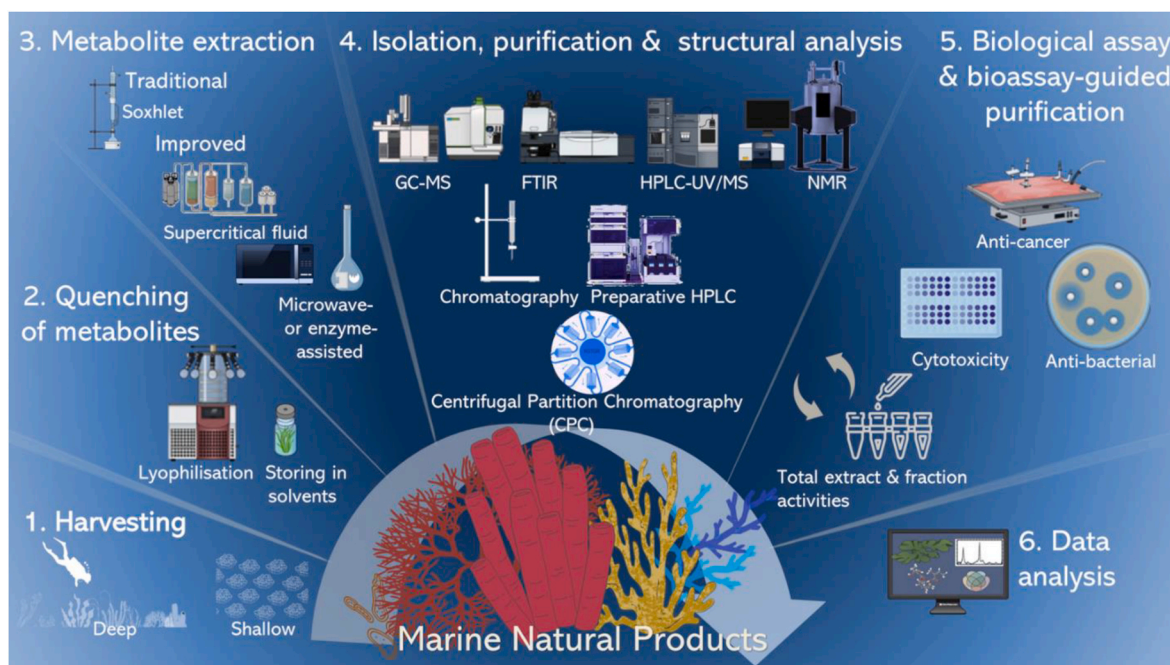 3. Metabolite extraction
Traditional
Soxhlet
Improved
Supercritical fluid
Microwave-
or enzyme-
assisted
4. Isolation, purification & structural analysis
GC-MS
FTIR
HPLC-UV/MS
NMR
Chromatography
Preparative HPLC
Centrifugal Partition Chromatography
(CPC)
5. Biological assay
& bioassay-guided
purification
Anti-cancer
Cytotoxicity
Anti-bacterial
Total extract & fraction
activities
2. Quenching
of metabolites
Lyophilisation
Storing in
solvents
1. Harvesting
Deep
Shallow
6. Data
analysis
Marine Natural Products